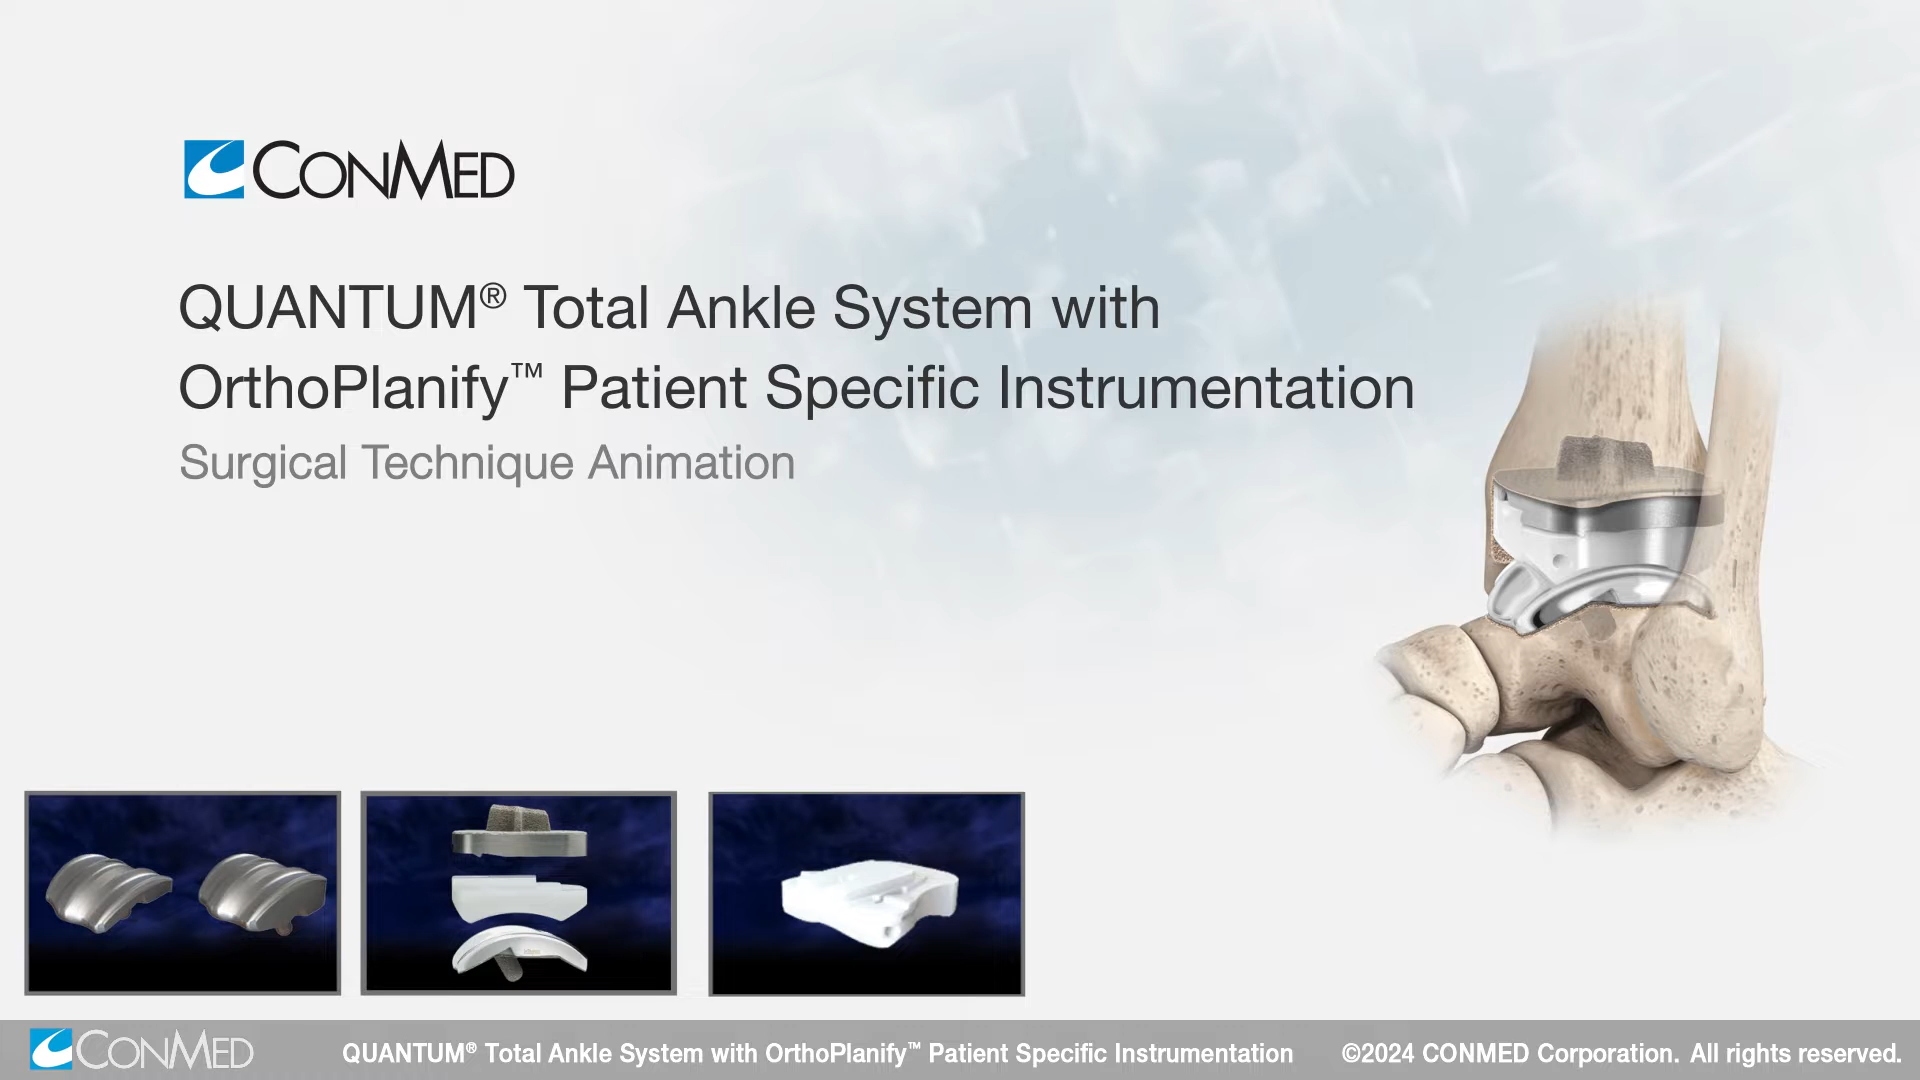 CONMED
QUANTUM® Total Ankle System with
OrthoPlanify™ Patient Specific Instrumentation
Surgical Technique Animation
CONMED
QUANTUM® Total Ankle System with OrthoPlanify™ Patient Specific Instrumentation
©2024 CONMED Corporation. All rights reserved.